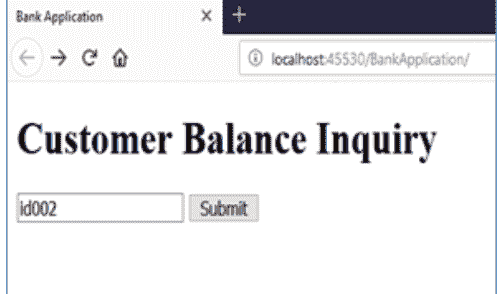 Bank Application
localhost:45530/BankApplication/
Customer Balance Inquiry
id002 Submit